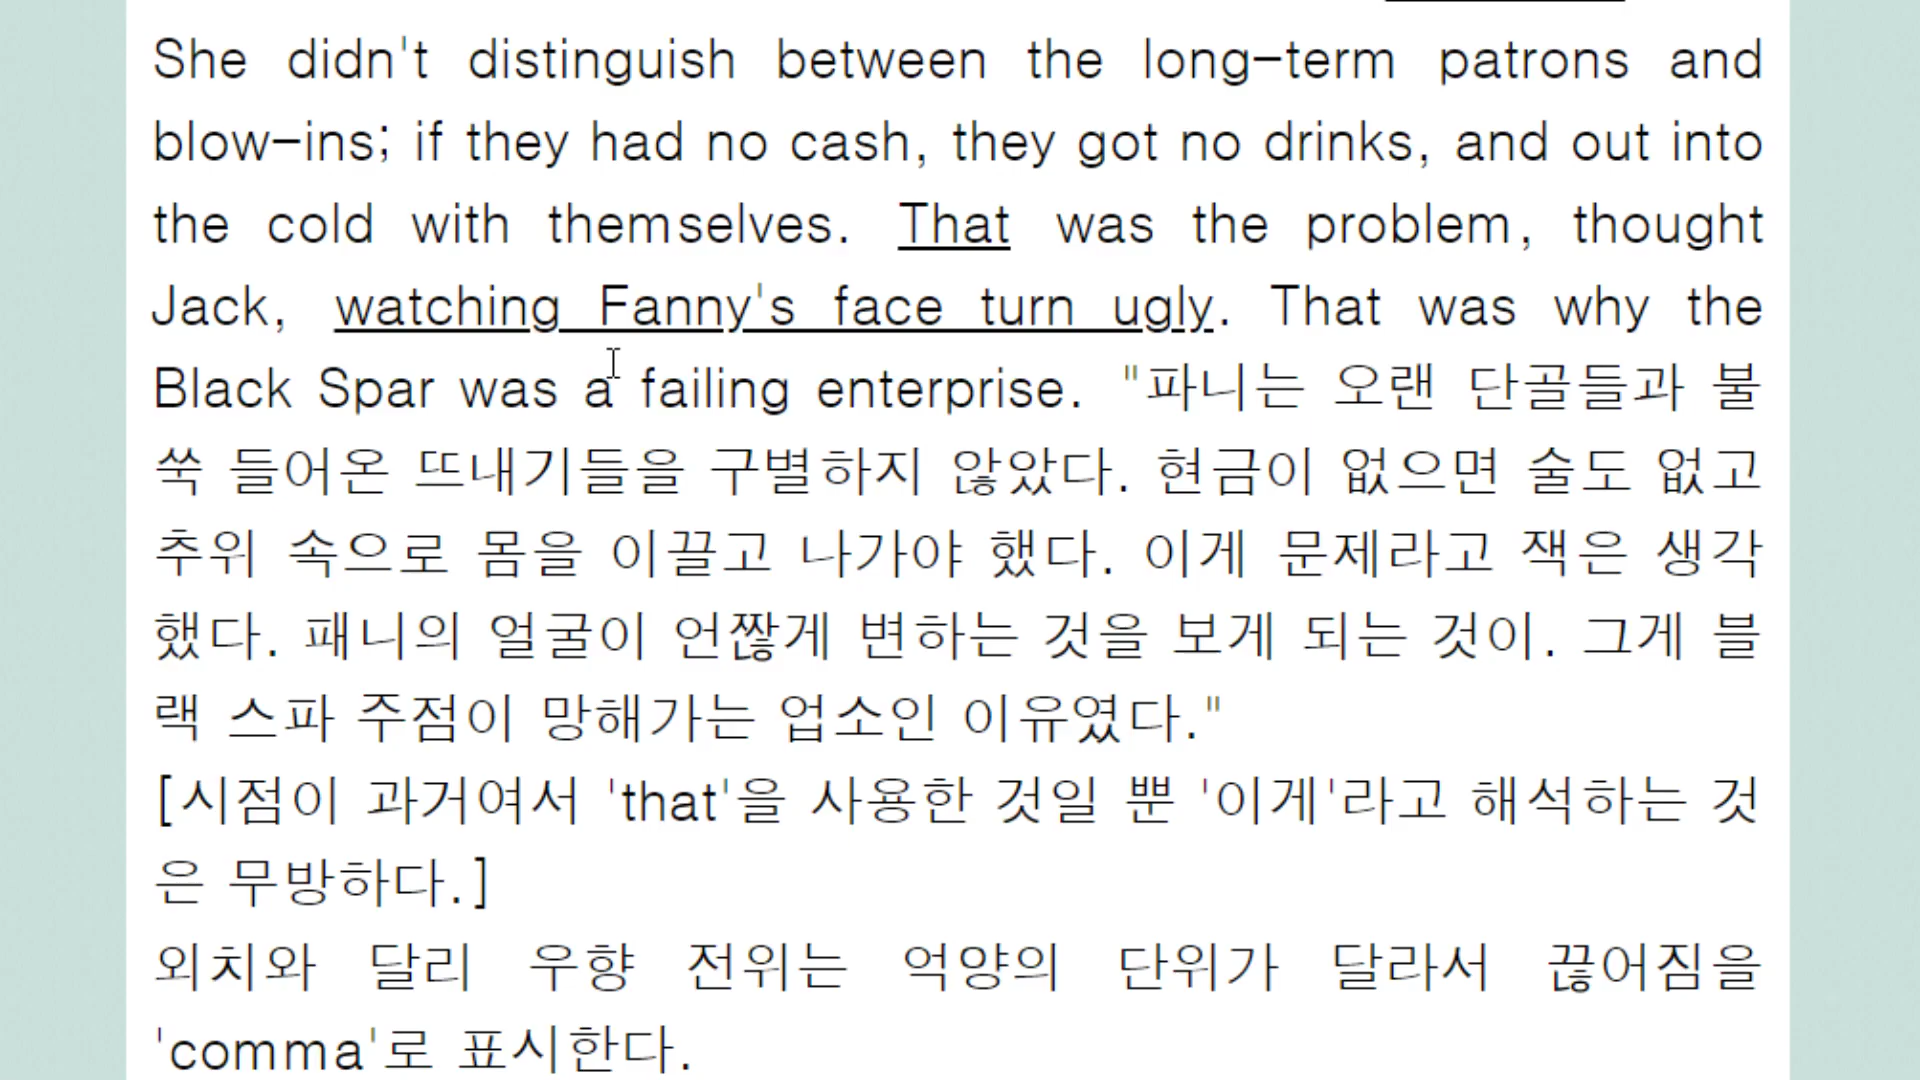 She didn't distinguish between the long-term patrons and
blow-ins; if they had no cash, they got no drinks, and out into
the cold with themselves. That was the problem, thought
Jack, watching Fanny's face turn ugly. That was why the
Black Spar was a failing enterprise. "파니는 오랜 단골들과 불
쑥 들어온 뜨내기들을 구별하지 않았다. 현금이 없으면 술도 없고
추위 속으로 몸을 이끌고 나가야 했다. 이게 문제라고 잭은 생각
했다. 패니의 얼굴이 언짢게 변하는 것을 보게 되는 것이. 그게 블
랙 스파 주점이 망해가는 업소인 이유였다."
[시점이 과거여서 'that'을 사용한 것일 뿐 '이게'라고 해석하는 것
은 무방하다.]
외치와 달리 우향 전위는 억양의 단위가 달라서 끊어짐을
'comma'로 표시한다.